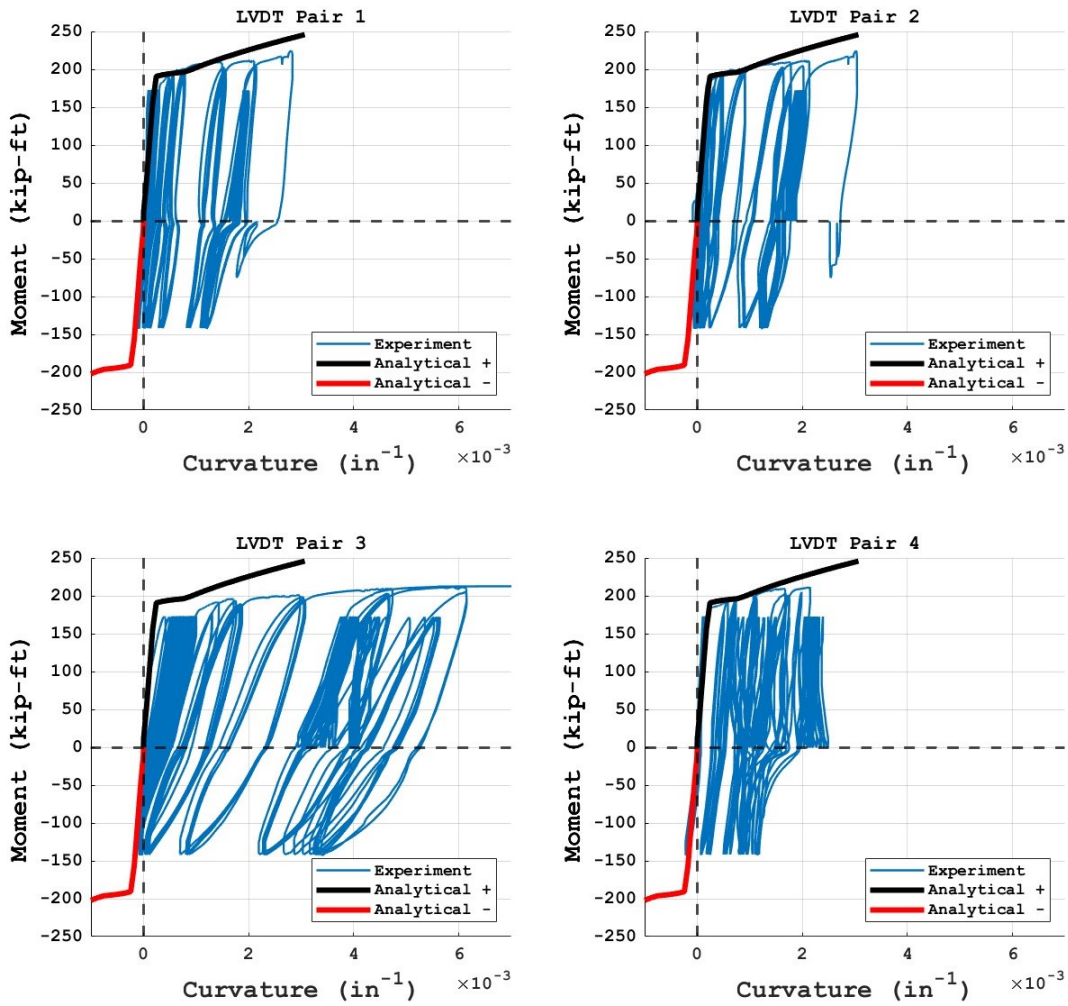 LVDT Pair 1
250
200
150
100
50
0
-50
-100
-150
-200
-250
Moment (kip-ft)
Experiment
Analytical +
Analytical -
0 2 4 6
×10-3
Curvature (in-1)
LVDT Pair 2
250
200
150
100
50
0
-50
-100
-150
-200
-250
Moment (kip-ft)
Experiment
Analytical +
Analytical -
0 2 4 6
×10-3
Curvature (in-1)
LVDT Pair 3
250
200
150
100
50
0
-50
-100
-150
-200
-250
Moment (kip-ft)
Experiment
Analytical +
Analytical -
0 2 4 6
×10-3
Curvature (in-1)
LVDT Pair 4
250
200
150
100
50
0
-50
-100
-150
-200
-250
Moment (kip-ft)
Experiment
Analytical +
Analytical -
0 2 4 6
×10-3
Curvature (in-1)